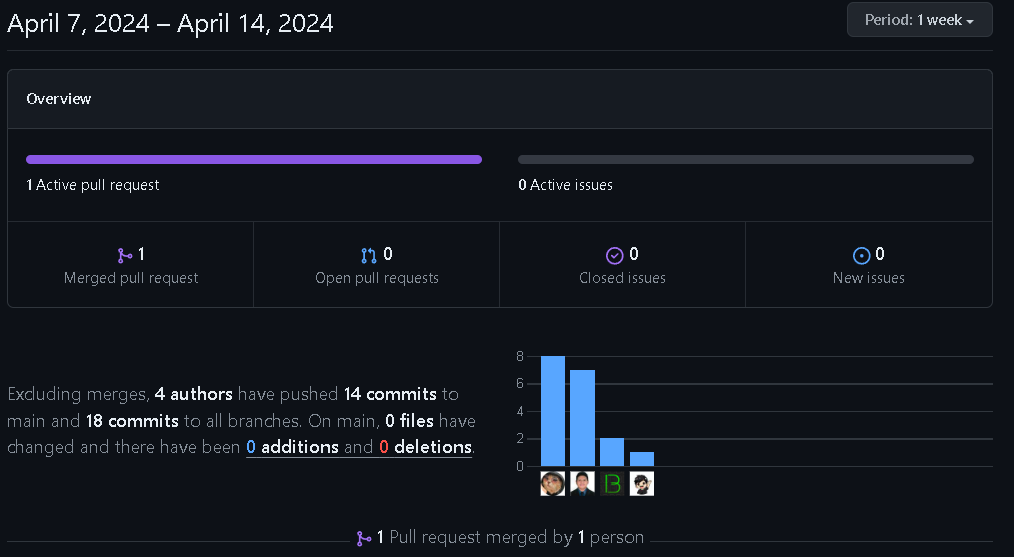 April 7, 2024 – April 14, 2024
Period: 1 week
Overview
1 Active pull request
0 Active issues
1
Merged pull request
0
Open pull requests
0
Closed issues
0
New issues
Excluding merges, 4 authors have pushed 14 commits to
main and 18 commits to all branches. On main, 0 files have
changed and there have been 0 additions and 0 deletions.
8
6
4
2
0
B
1 Pull request merged by 1 person